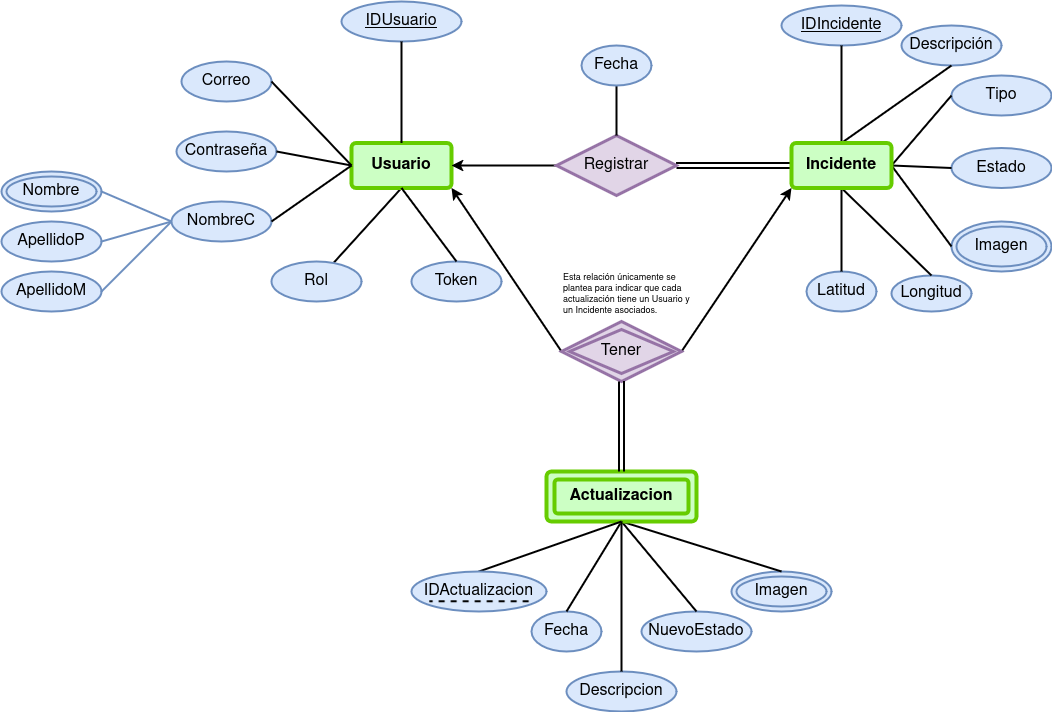 IDUsuario
IDIncidente
Descripción
Fecha
Correo
Tipo
Contraseña
Usuario
Registrar
Incidente
Estado
Nombre
NombreC
ApellidoP
Imagen
ApellidoM
Rol
Token
Latitud
Longitud
Esta relación únicamente se
plantea para indicar que cada
actualización tiene un Usuario y
un Incidente asociados.
Tener
Actualizacion
IDActualizacion
Imagen
Fecha
NuevoEstado
Descripcion